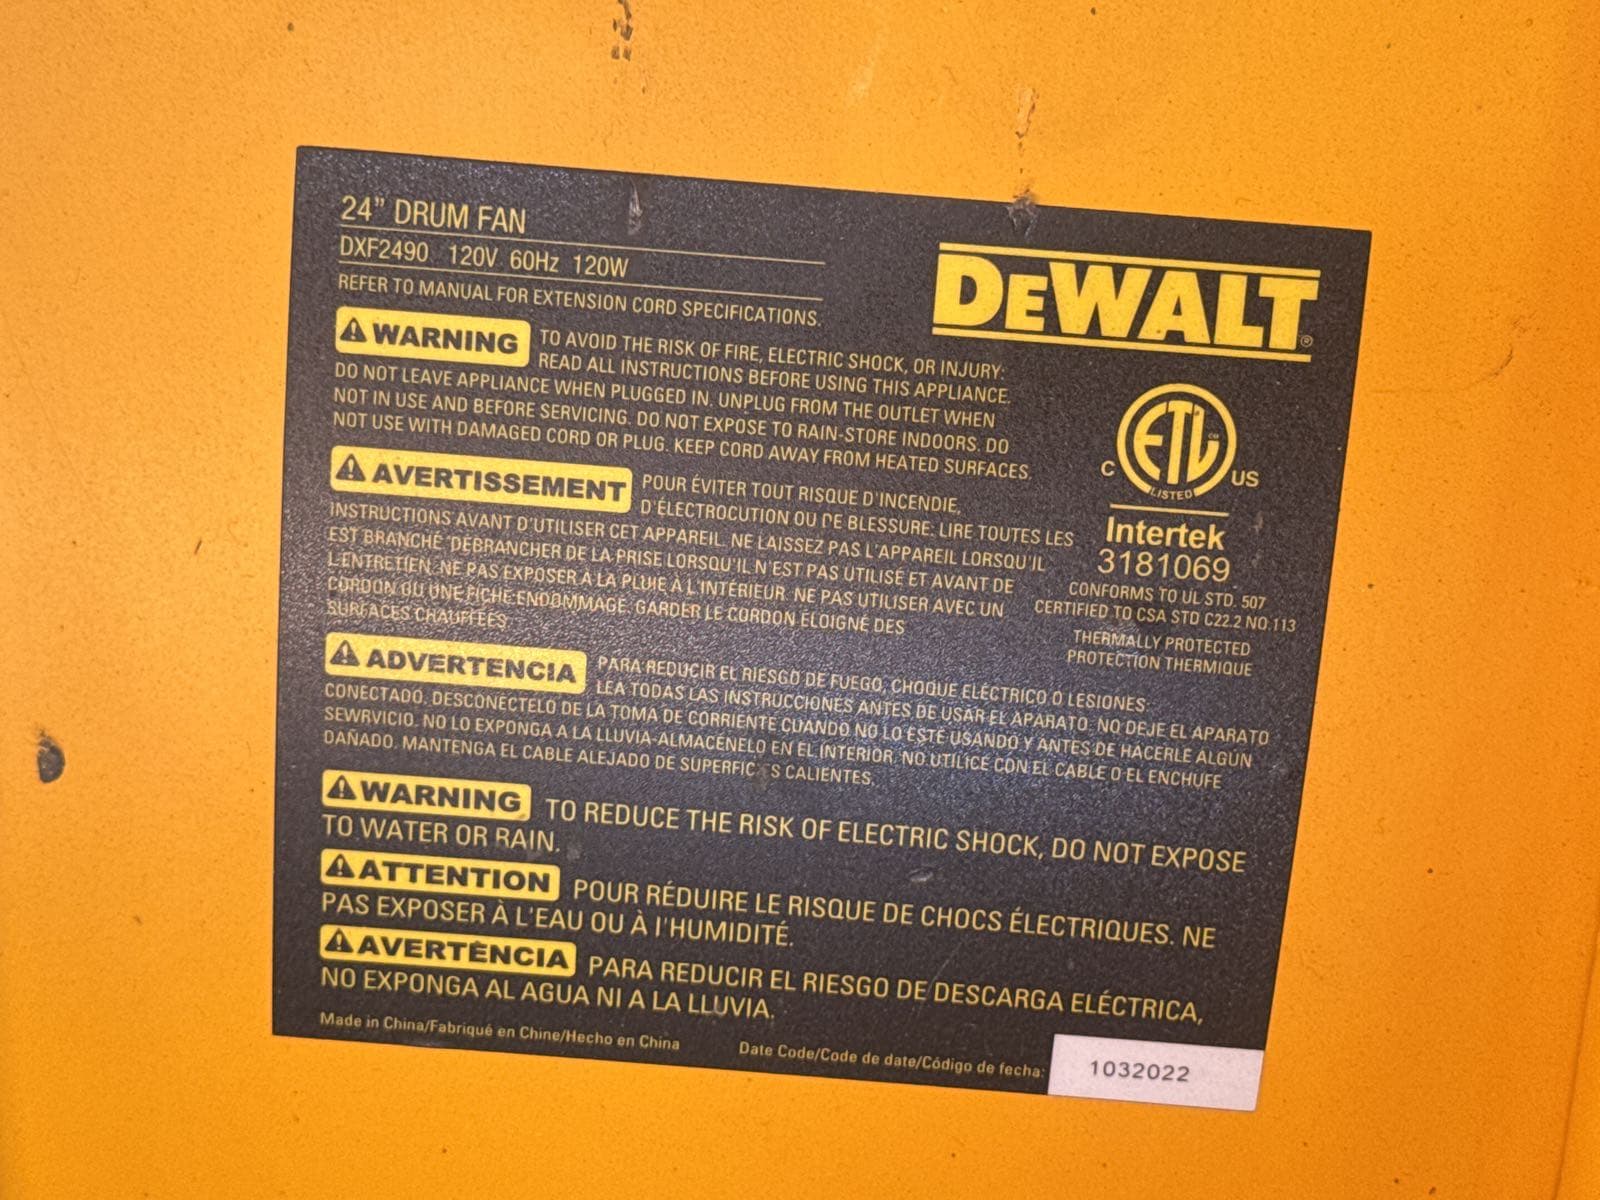 24” DRUM FAN
DXF2490 120V 60Hz 120W
REFER TO MANUAL FOR EXTENSION CORD SPECIFICATIONS.
DEWALT®
WARNING TO AVOID THE RISK OF FIRE, ELECTRIC SHOCK, OR INJURY:
READ ALL INSTRUCTIONS BEFORE USING THIS APPLIANCE.
DO NOT LEAVE APPLIANCE WHEN PLUGGED IN. UNPLUG FROM THE OUTLET WHEN
NOT IN USE AND BEFORE SERVICING. DO NOT EXPOSE TO RAIN-STORE INDOORS. DO
NOT USE WITH DAMAGED CORD OR PLUG. KEEP CORD AWAY FROM HEATED SURFACES.
AVERTISSEMENT POUR ÉVITER TOUT RISQUE D'INCENDIE,
D'ÉLECTROCUTION OU DE BLESSURE: LIRE TOUTES LES
INSTRUCTIONS AVANT D'UTILISER CET APPAREIL. NE LAISSEZ PAS L'APPAREIL LORSQU'IL
EST BRANCHÉ DÉBRANCHER DE LA PRISE LORSQU'IL N'EST PAS UTILISÉ ET AVANT DE
L'ENTRETIEN. NE PAS EXPOSER À LA PLUIE À L'INTÉRIEUR. NE PAS UTILISER AVEC UN
CORDON OU UNE FICHE ENDOMMAGÉ. GARDER LE CORDON ÉLOIGNÉ DES
SURFACES CHAUFFÉES.
ETL CM
LISTED
C US
Intertek
3181069
CONFORMS TO UL STD. 507
CERTIFIED TO CSA STD C22.2 NO.113
THERMALLY PROTECTED
PROTECTION THERMIQUE
ADVERTENCIA PARA REDUCIR EL RIESGO DE FUEGO, CHOQUE ELÉCTRICO O LESIONES:
LEA TODAS LAS INSTRUCCIONES ANTES DE USAR EL APARATO. NO DEJE EL APARATO
CONECTADO. DESCONÉCTELO DE LA TOMA DE CORRIENTE CUANDO NO LO ESTÉ USANDO Y ANTES DE HACERLE ALGÚN
SEWRVICIO. NO LO EXPONGA A LA LLUVIA-ALMACÉNELO EN EL INTERIOR. NO UTILICE CON EL CABLE O EL ENCHUFE
DAÑADO. MANTENGA EL CABLE ALEJADO DE CALIENTES.
WARNING TO REDUCE THE RISK OF ELECTRIC SHOCK, DO NOT EXPOSE
TO WATER OR RAIN.
ATTENTION POUR RÉDUIRE LE RISQUE DE CHOCS ÉLECTRIQUES. NE
PAS EXPOSER À L'EAU OU À l'HUMIDITÉ.
AVERTÊNCIA PARA REDUCIR EL RIESGO DE DESCARGA ELÉCTRICA,
NO EXPONGA AL AGUA NI A LA LLUVIA.
Made in China/Fabriqué en Chine/Hecho en China
Date Code/Code de date/Código de fecha: 1032022